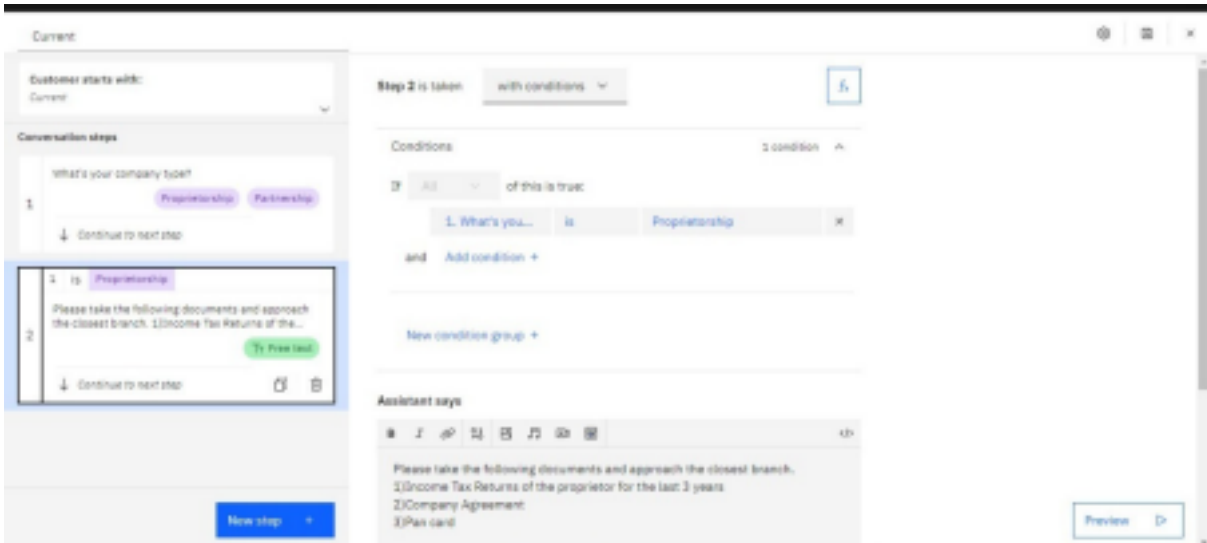 Current
Customer starts with:
Current
Conversation steps
1
What's your company type?
Proprietorship Partnership
Continue to next step
2
1 is Proprietorship
Please take the following documents and approach
the closest branch. 1)Income Tax Returns of the...
Free text
Continue to next step
New step +
Step 2 is taken with conditions
fx
Conditions 1 condition
If All of this is true:
1. What's you... is Proprietorship
and Add condition +
New condition group +
Assistant says
B I </>
Please take the following documents and approach the closest branch.
1)Income Tax Returns of the proprietor for the last 3 years
2)Company Agreement
3)Pan card
Preview